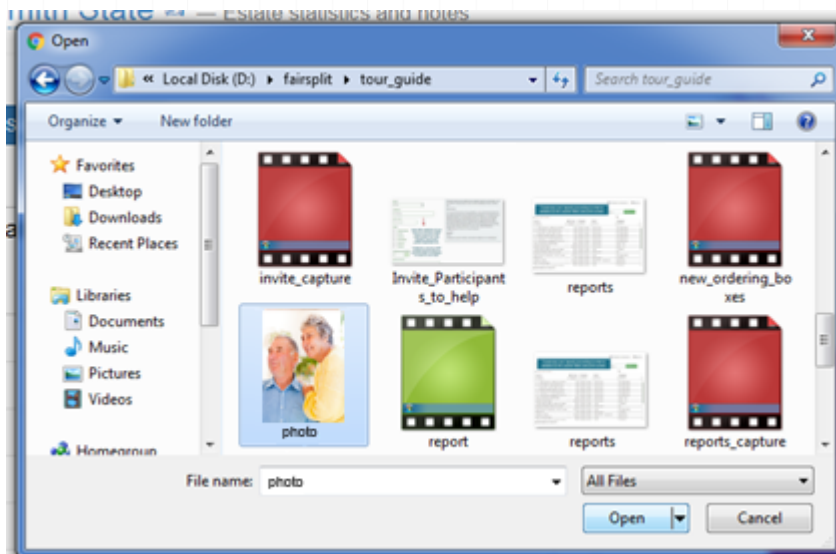 mith State — Estate statistics and notes
Open
« Local Disk (D:) ▸ fairsplit ▸ tour_guide
Search tour_guide
Organize
New folder
Favorites
Desktop
Downloads
Recent Places
Libraries
Documents
Music
Pictures
Videos
Homegroup
invite_capture
Invite_Participant
s_to_help
reports
new_ordering_bo
xes
photo
report
reports
reports_capture
File name:
photo
All Files
Open
Cancel